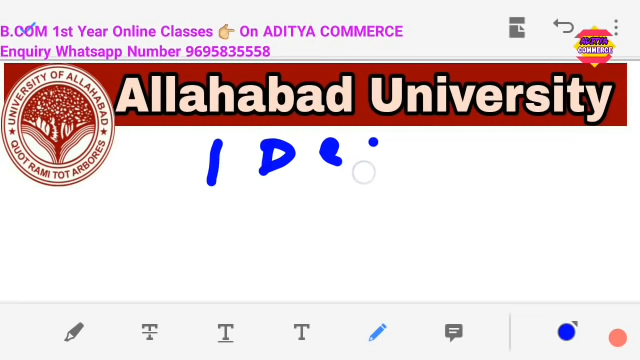 B.COM 1st Year Online Classes 👉 On ADITYA COMMERCE
Enquiry Whatsapp Number 9695835558
ADITYA
COMMERCE
UNIVERSITY OF ALLAHABAD
QUOT RAMI TOT ARBORES
Allahabad University
1 D
T T T